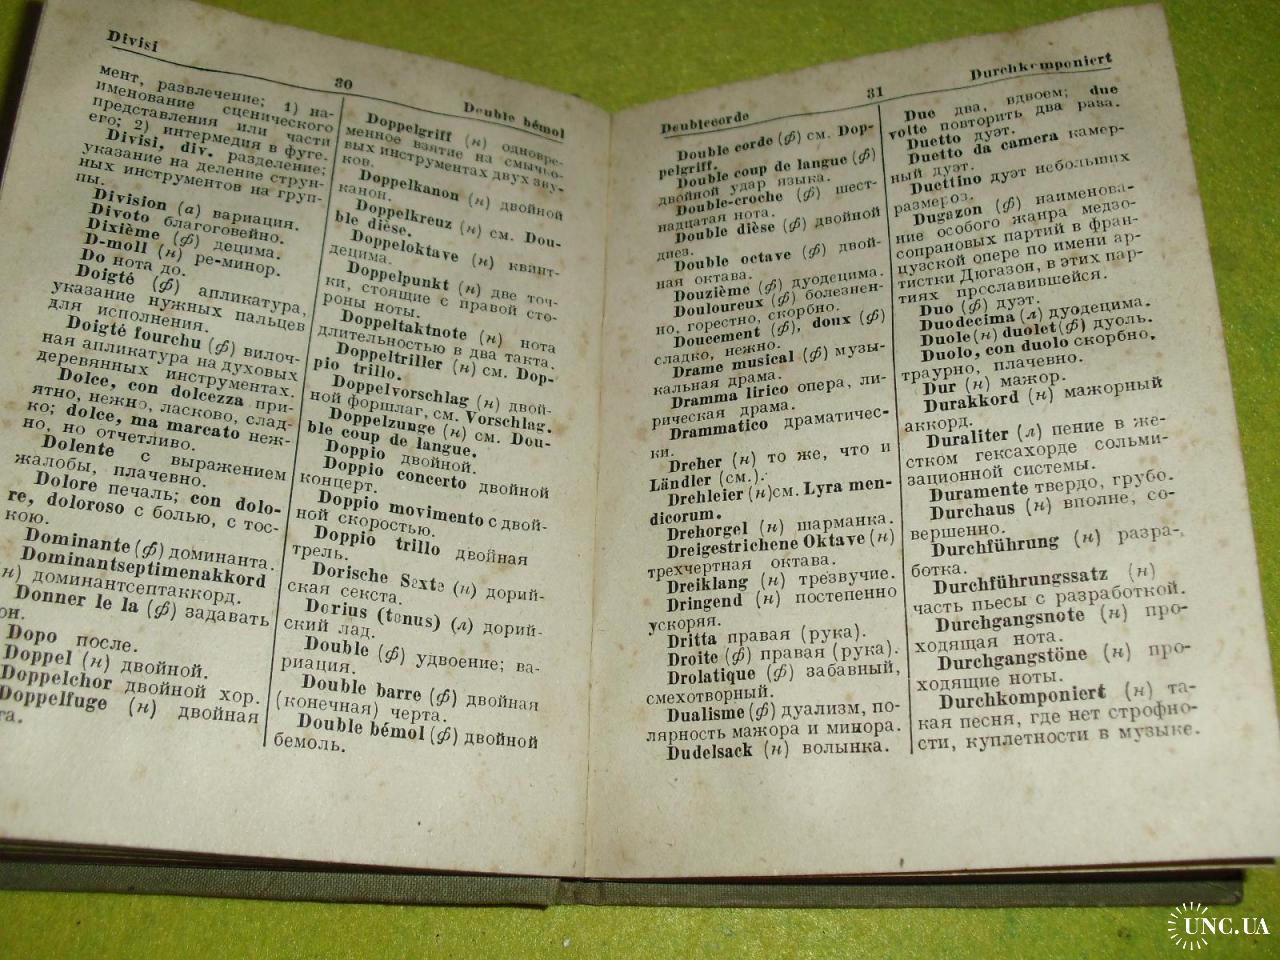 Divisi
30
Double bémol
мент, развлечение; 1) на-
именование сценического
представления или части
его; 2) интермедия в фуге.
Divisi, div. разделение;
указание на деление струн-
ных инструментов на груп-
пы.
Division (а) вариация.
Divoto благоговейно.
Dixième (ф) децима.
D-moll (н) ре-минор.
Do нота до.
Doigté (ф) апликатура,
указание нужных пальцев
для исполнения.
Doigté fourchu (ф) вилоч-
ная апликатура на духовых
деревянных инструментах.
Dolce, con dolcezza при-
ятно, нежно, ласково, слад-
ко; dolce, ma marcato неж-
но, но отчетливо.
Dolente с выражением
жалобы, плачевно.
Dolore печаль; con dolo-
re, doloroso с болью, с тос-
кою.
Dominante (ф) доминанта.
Dominantseptimenakkord
н) доминантсептаккорд.
Donner le la (ф) задавать
он.
Dopo после.
Doppel (н) двойной.
Doppelchor двойной хор.
Doppelfuge (н) двойная
га.
Doppelgriff (н) одновре-
менное взятие на смычко-
вых инструментах двух зву-
ков.
Doppelkanon (н) двойной
канон.
Doppelkreuz (н) см. Dou-
ble dièse.
Doppeloktave (н) квинт-
децима.
Doppelpunkt (н) две точ-
ки, стоящие с правой сто-
роны ноты.
Doppeltaktnote (н) нота
длительностью в два такта.
Doppeltriller (н) см. Dop-
pio trillo.
Doppelvorschlag (н) двой-
ной форшлаг, см. Vorschlag.
Doppelzunge (н) см. Dou-
ble coup de langue.
Doppio двойной.
Doppio concerto двойной
концерт.
Doppio movimento с двой-
ной скоростью.
Doppio trillo двойная
трель.
Dorische Sexte (н) дорий-
ская секста.
Dorius (tonus) (л) дорий-
ский лад.
Double (ф) удвоение; ва-
риация.
Double barre (ф) двойная
(конечная) черта.
Double bémol (ф) двойной
бемоль.
Doublecorde
31
Durchkomponiert
Double corde (ф) см. Dop-
pelgriff.
Double coup de langue (ф)
двойной удар языка.
Double-croche (ф) шест-
надцатая нота.
Double dièse (ф) двойной
диез.
Double octave (ф) двой-
ная октава.
Douzième (ф) дуодецима.
Douloureux (ф) болезнен-
но, горестно, скорбно.
Doucement (ф), doux (ф)
сладко, нежно.
Drame musical (ф) музы-
кальная драма.
Dramma lirico опера, ли-
рическая драма.
Drammatico драматичес-
ки.
Dreher (н) то же, что и
Ländler (см.).
Drehleier (н)см. Lyra men-
dicorum.
Drehorgel (н) шарманка.
Dreigestrichene Oktave (н)
трехчертная октава.
Dreiklang (н) трезвучие.
Dringend (н) постепенно
ускоряя.
Dritta правая (рука).
Droite (ф) правая (рука).
Drolatique (ф) забавный,
смехотворный.
Dualisme (ф) дуализм, по-
лярность мажора и минора.
Dudelsack (н) волынка.
Duo два, вдвоем; due
volte повторить два раза.
Duetto дуэт.
Duetto da camera камер-
ный дуэт.
Duettino дуэт небольших
размеров.
Dugazon (ф) наименова-
ние особого жанра медзо-
сопрановых партий в фран-
цузской опере по имени ар-
тистки Дюгазон, в этих пар-
тиях прославившейся.
Duo (ф) дуэт.
Duodecima (л) дуодецима.
Duole (н) duolet (ф) дуоль.
Duolo, con duolo скорбно,
траурно, плачевно.
Dur (н) мажор.
Durakkord (н) мажорный
аккорд.
Duraliter (л) пение в же-
стком гексахорде сольми-
зационной системы.
Duramente твердо, грубо.
Durchaus (н) вполне, со-
вершенно.
Durchführung (н) разра-
ботка.
Durchführungssatz (н)
часть пьесы с разработкой.
Durchgangsnote (н) про-
ходящая нота.
Durchgangstöne (н) про-
ходящие ноты.
Durchkomponiert (н) та-
кая песня, где нет строфно-
сти, куплетности в музыке.
UNC.UA